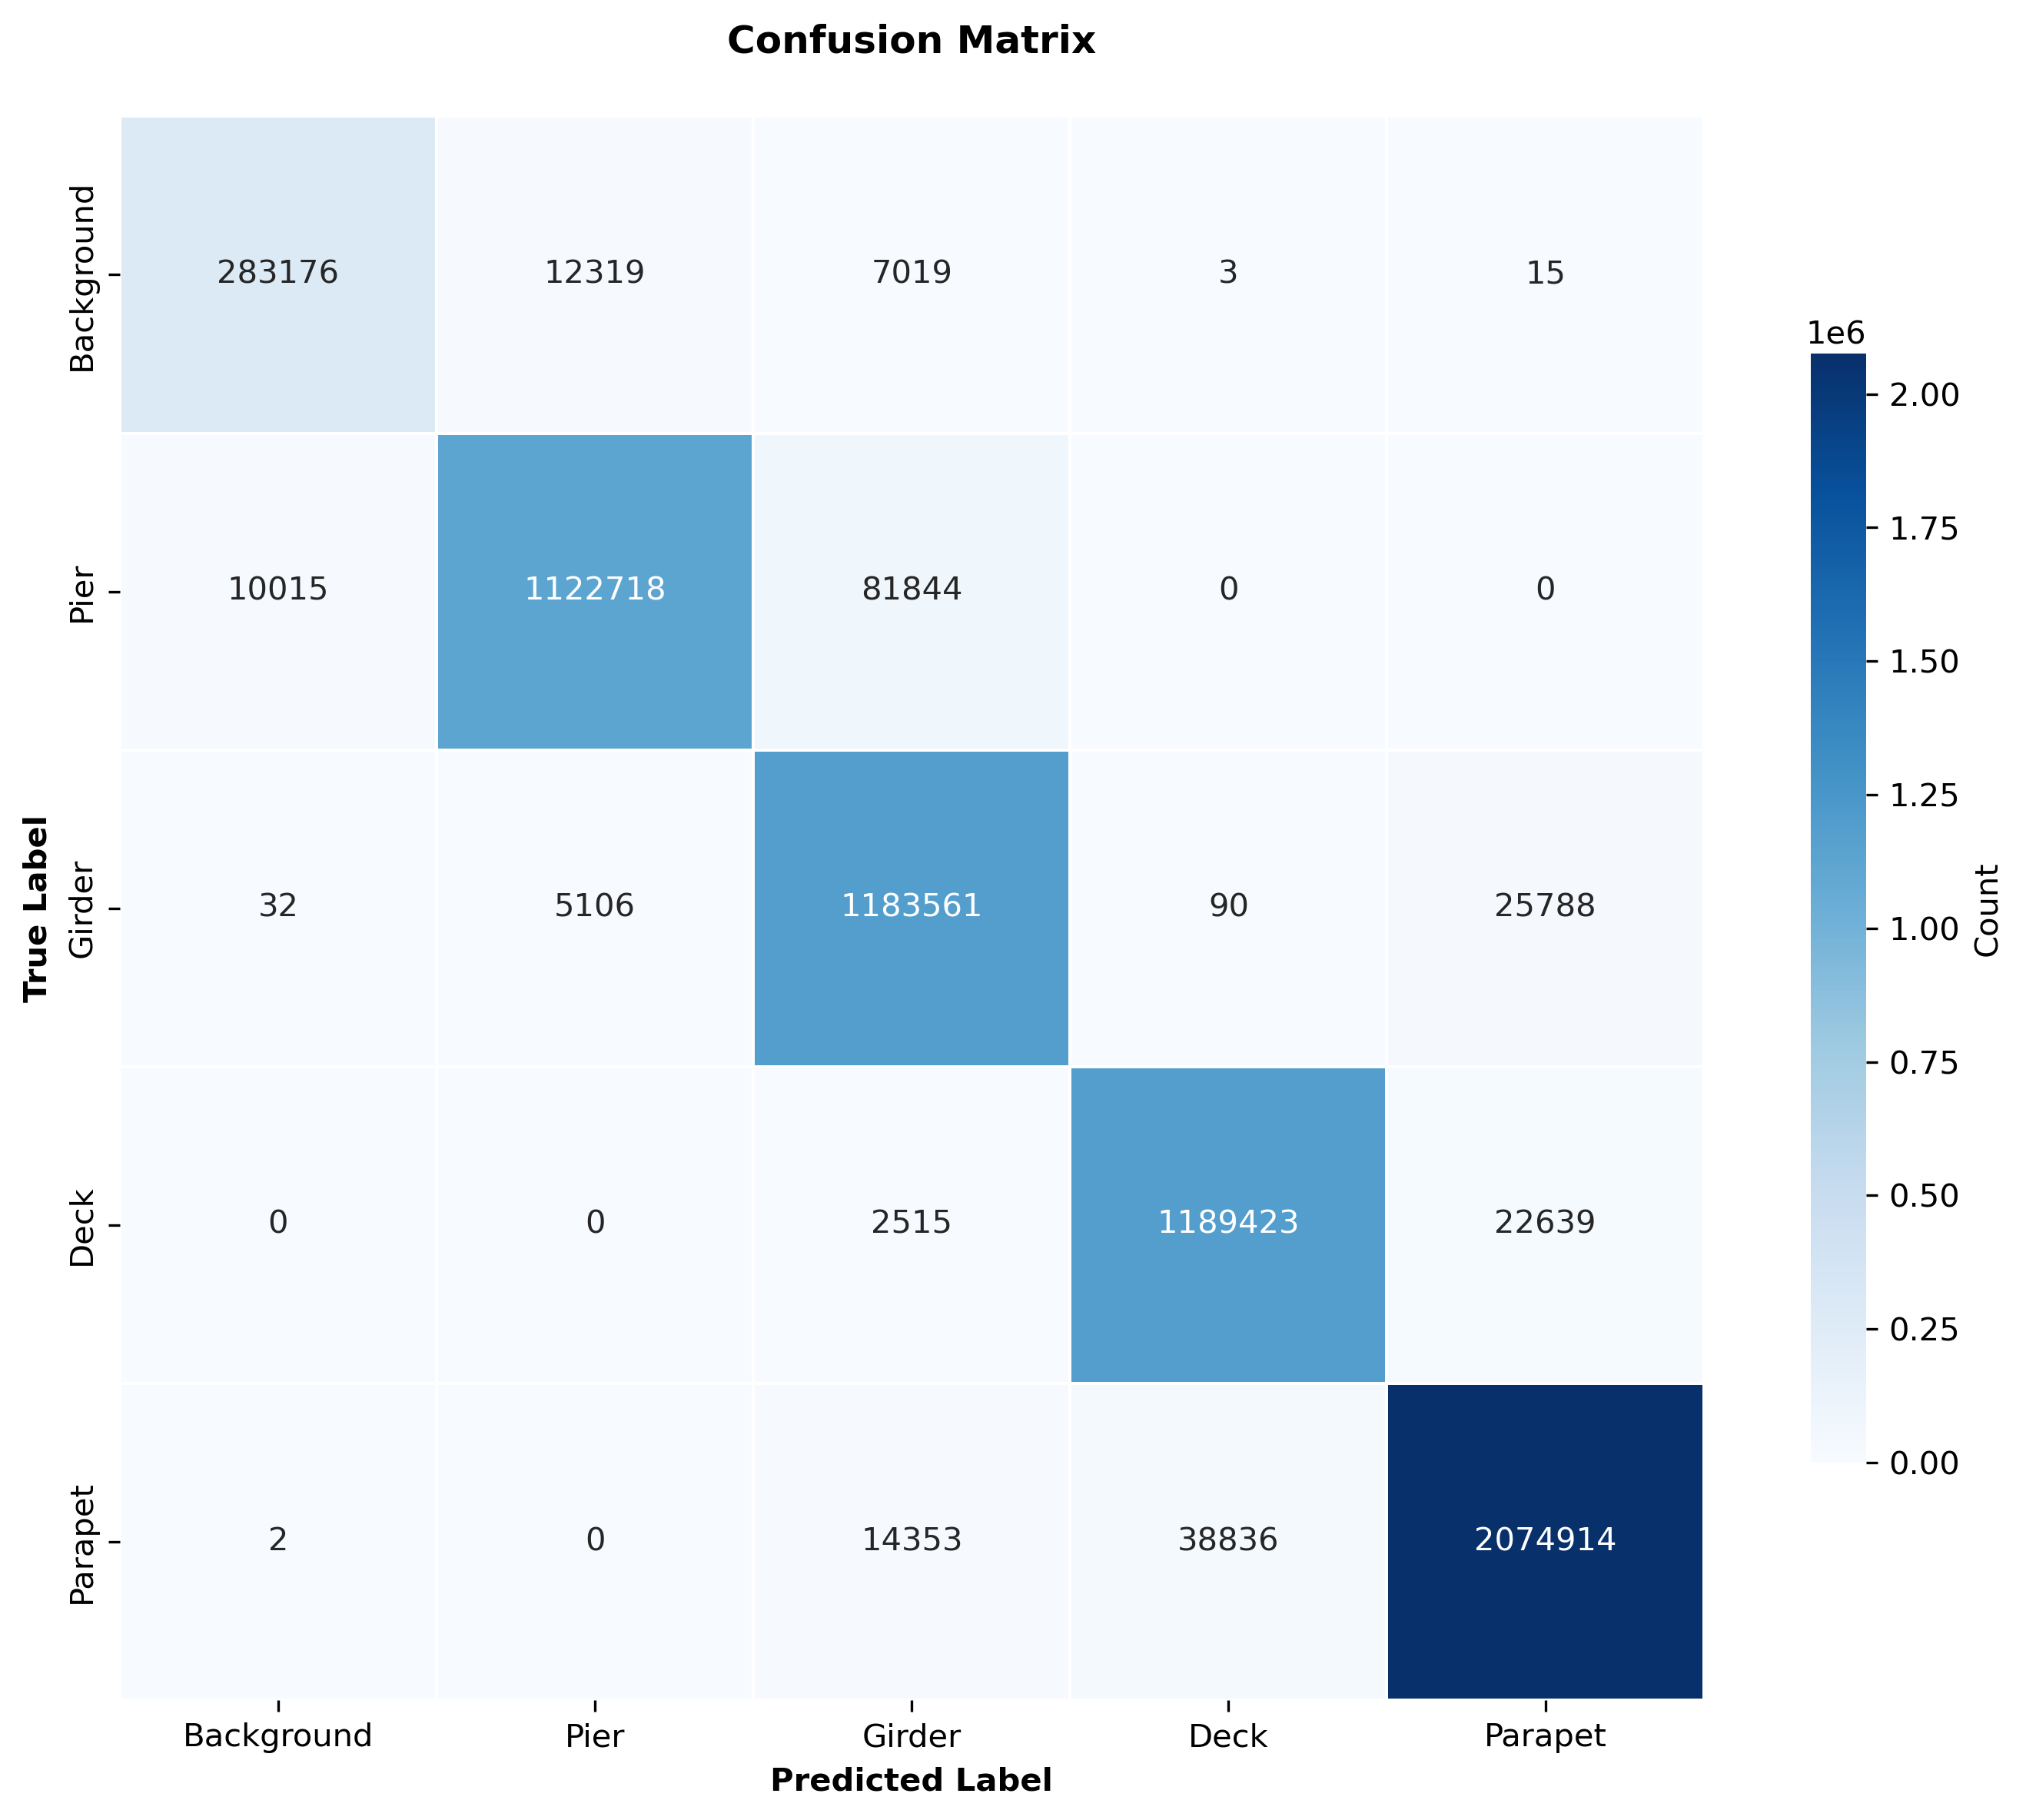 Confusion Matrix
Background
283176 12319 7019 3 15
Pier
10015 1122718 81844 0 0
Girder
32 5106 1183561 90 25788
Deck
0 0 2515 1189423 22639
Parapet
2 0 14353 38836 2074914
Background Pier Girder Deck Parapet
Predicted Label
True Label
1e6
2.00
1.75
1.50
1.25
1.00
0.75
0.50
0.25
0.00
Count